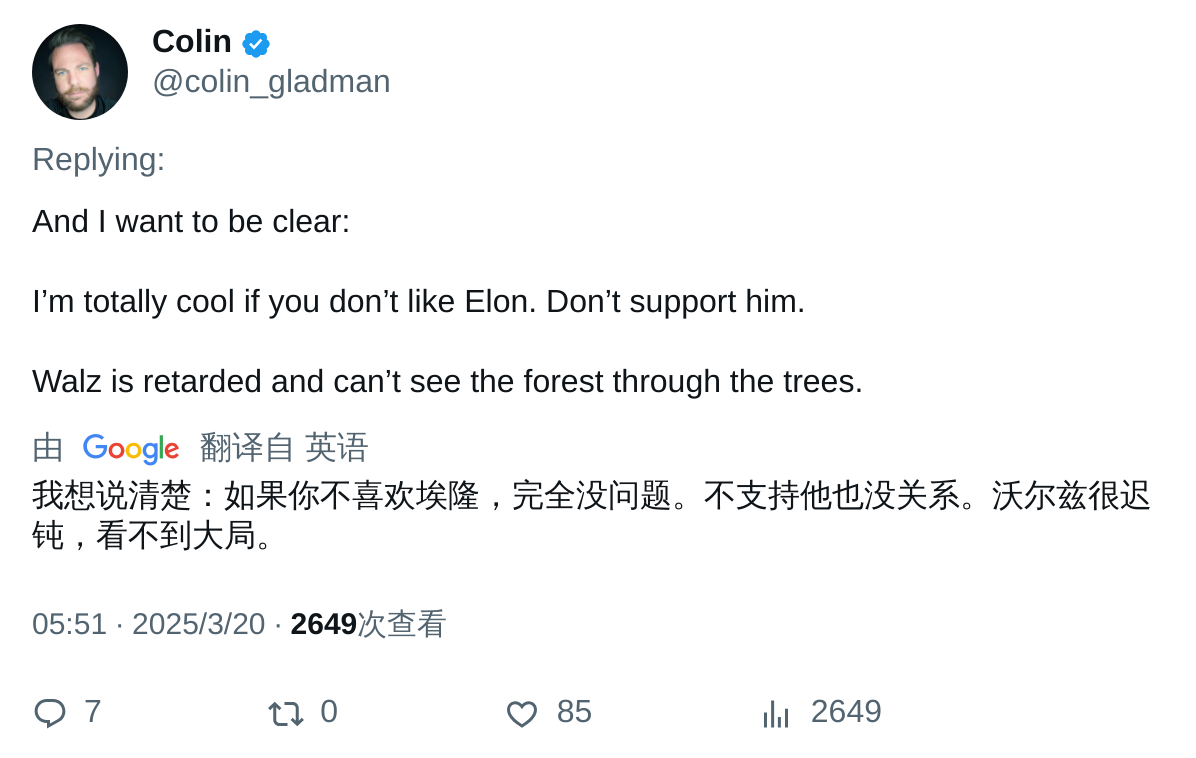 Colin
@colin_gladman
Replying:
And I want to be clear:
I’m totally cool if you don’t like Elon. Don’t support him.
Walz is retarded and can’t see the forest through the trees.
由 Google 翻译自 英语
我想说清楚：如果你不喜欢埃隆，完全没问题。不支持他也没关系。沃尔兹很迟
钝，看不到大局。
05:51 · 2025/3/20 · 2649次查看
7 0 85 2649